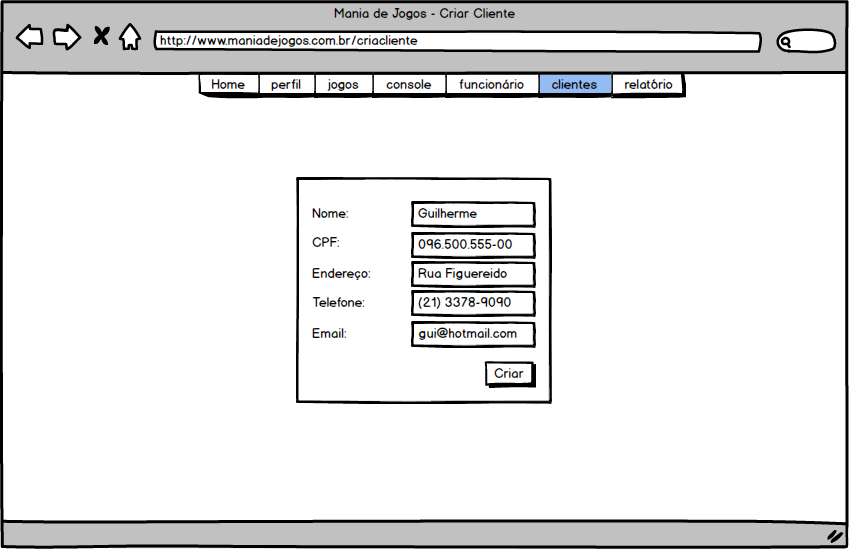 Mania de Jogos - Criar Cliente
http://www.maniadejogos.com.br/criacliente
Home perfil jogos console funcionário clientes relatório
Nome: Guilherme
CPF: 096.500.555-00
Endereço: Rua Figuereido
Telefone: (21) 3378-9090
Email: gui@hotmail.com
Criar